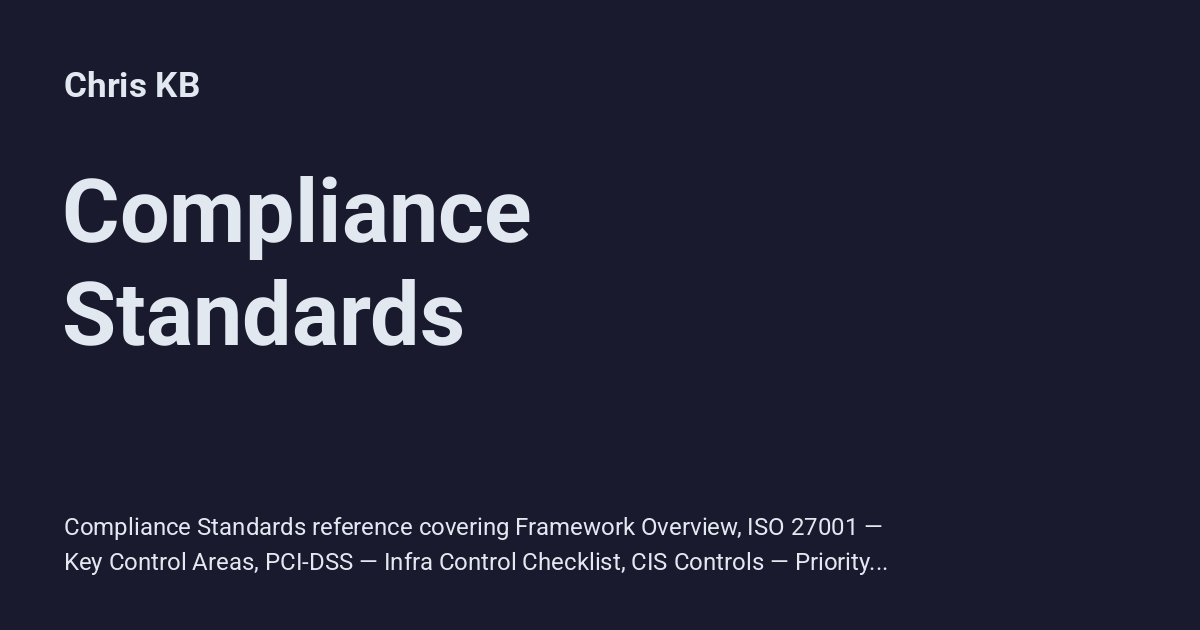 Chris KB
Compliance
Standards
Compliance Standards reference covering Framework Overview, ISO 27001 —
Key Control Areas, PCI-DSS — Infra Control Checklist, CIS Controls — Priority...